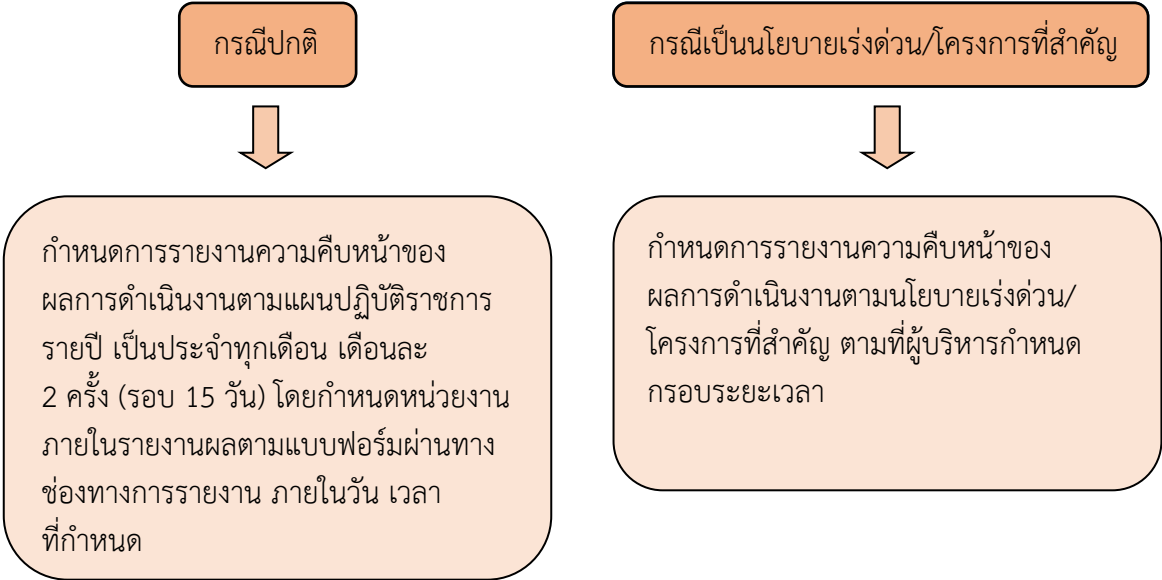 กรณีปกติ
กรณีเป็นนโยบายเร่งด่วน/โครงการที่สำคัญ
กำหนดการรายงานความคืบหน้าของ
ผลการดำเนินงานตามแผนปฏิบัติราชการ
รายปี เป็นประจำทุกเดือน เดือนละ
2 ครั้ง (รอบ 15 วัน) โดยกำหนดหน่วยงาน
ภายในรายงานผลตามแบบฟอร์มผ่านทาง
ช่องทางการรายงาน ภายในวัน เวลา
ที่กำหนด
กำหนดการรายงานความคืบหน้าของ
ผลการดำเนินงานตามนโยบายเร่งด่วน/
โครงการที่สำคัญ ตามที่ผู้บริหารกำหนด
กรอบระยะเวลา